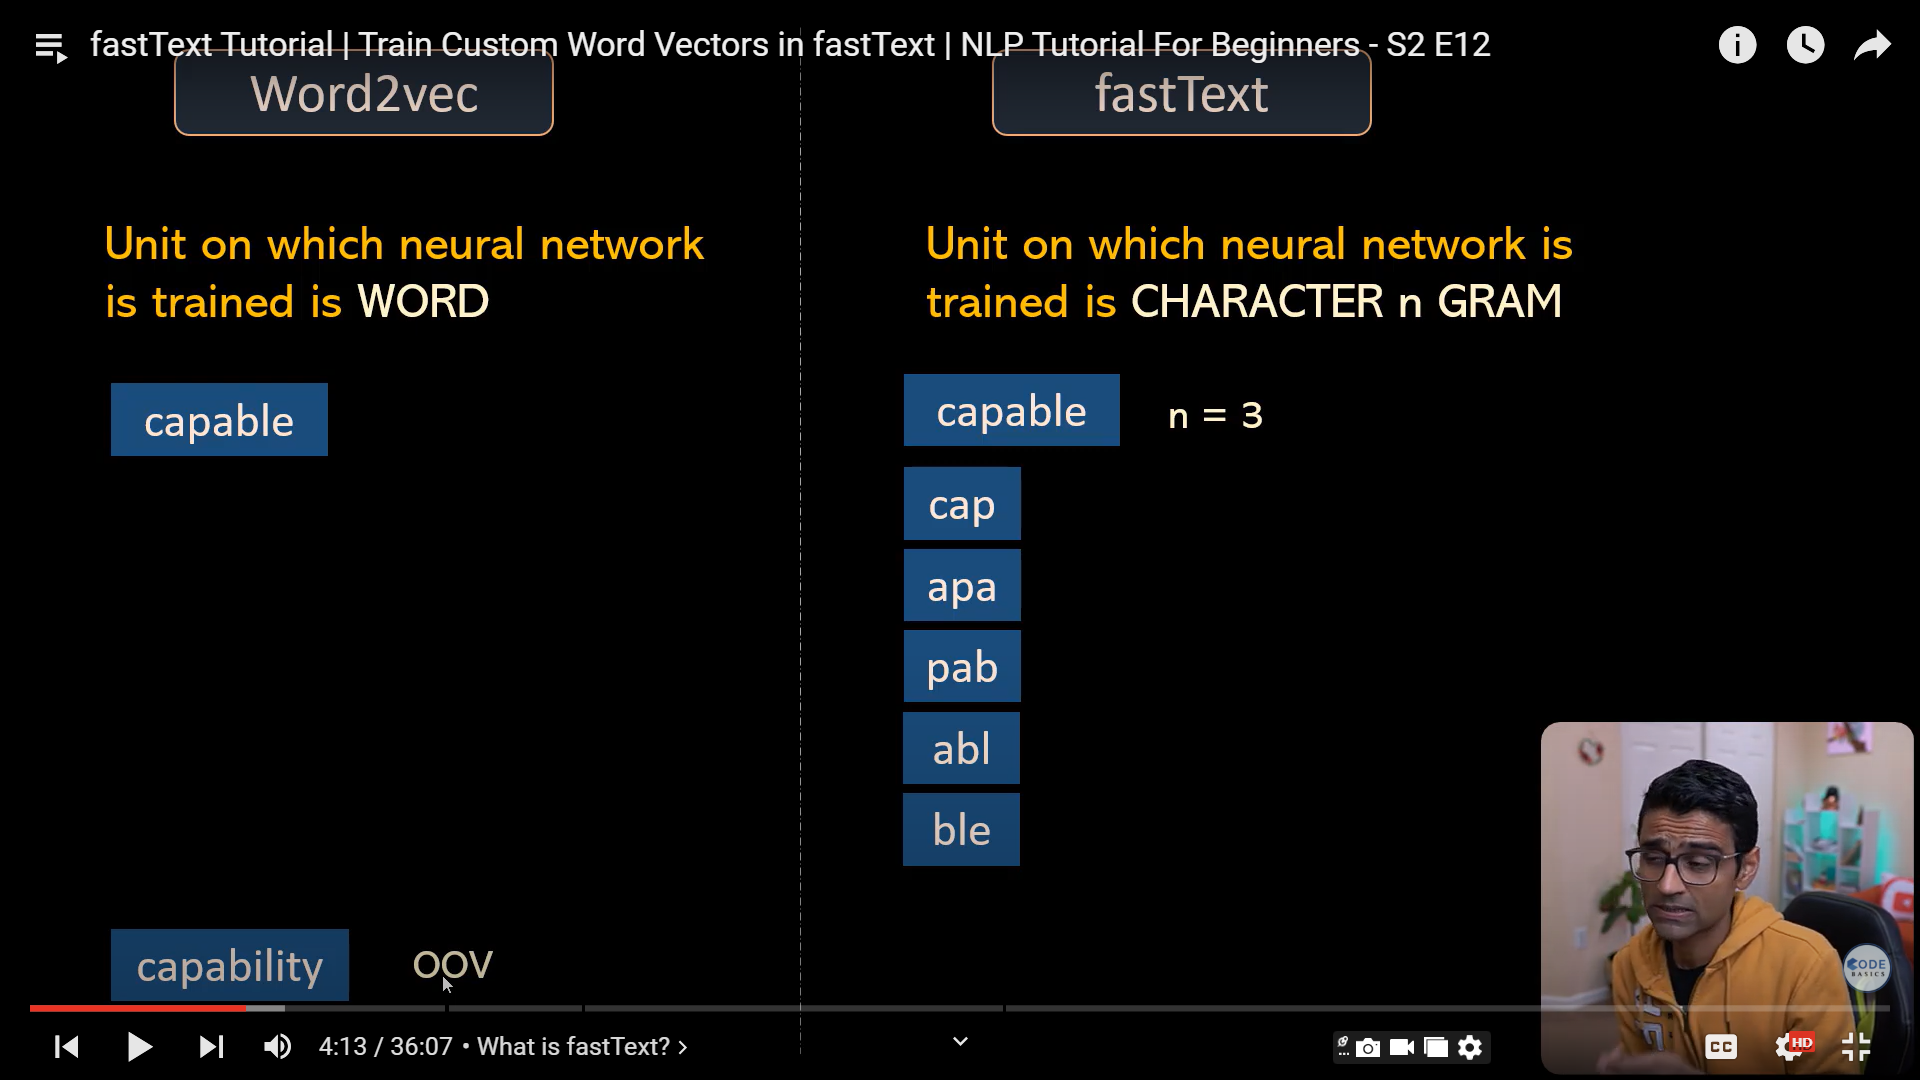 fastText Tutorial | Train Custom Word Vectors in fastText | NLP Tutorial For Beginners - S2 E12
Word2vec
fastText
Unit on which neural network
is trained is WORD
Unit on which neural network is
trained is CHARACTER n GRAM
capable
capable
n = 3
cap
apa
pab
abl
ble
capability
OOV
CODE
BASICS
4:13 / 36:07 • What is fastText?
CC
HD